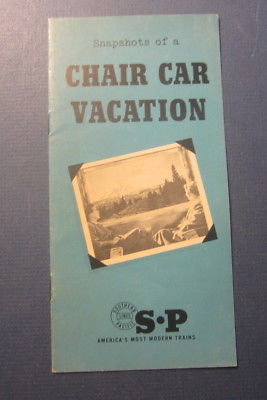 Snapshots of a
CHAIR CAR
VACATION
SOUTHERN
LINES
PACIFIC
S·P
AMERICA'S MOST MODERN TRAINS